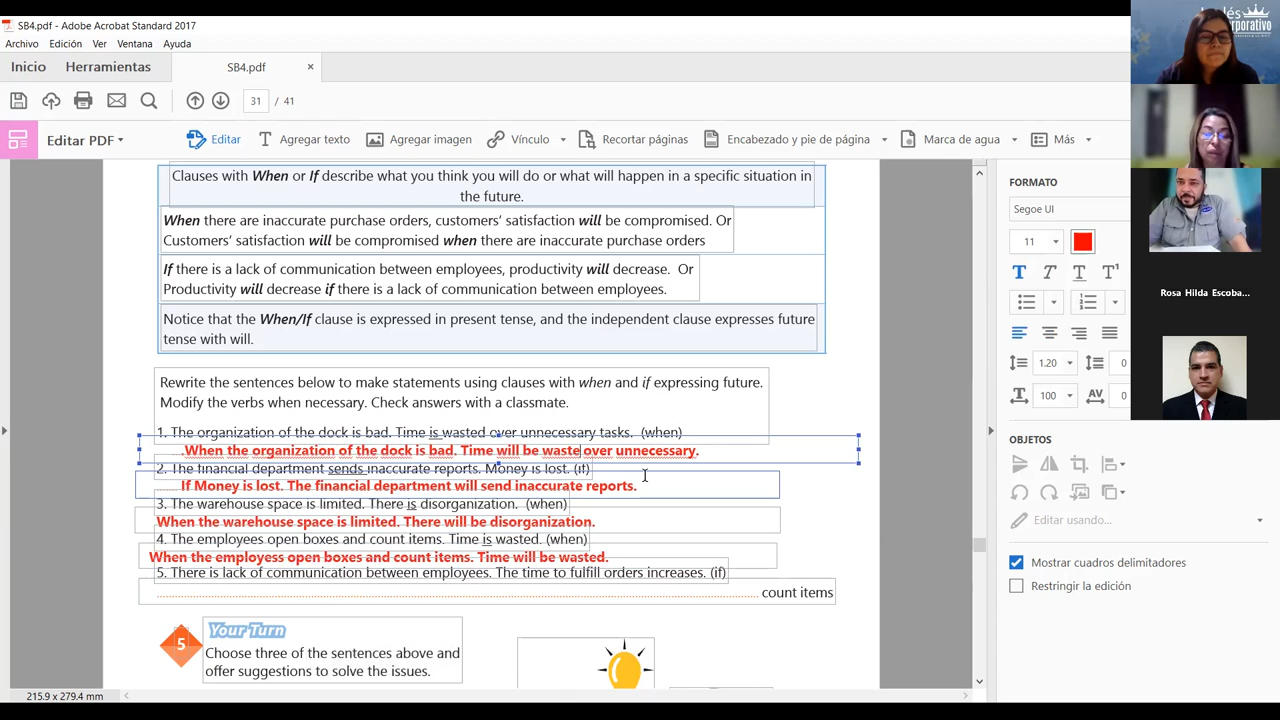 SB4.pdf - Adobe Acrobat Standard 2017
Archivo Edición Ver Ventana Ayuda
Inicio Herramientas SB4.pdf ×
31 / 41
Editar PDF Editar Agregar texto Agregar imagen Vínculo Recortar páginas Encabezado y pie de página Marca de agua Más
Clauses with When or If describe what you think you will do or what will happen in a specific situation in
the future.
When there are inaccurate purchase orders, customers’ satisfaction will be compromised. Or
Customers’ satisfaction will be compromised when there are inaccurate purchase orders
If there is a lack of communication between employees, productivity will decrease. Or
Productivity will decrease if there is a lack of communication between employees.
Notice that the When/If clause is expressed in present tense, and the independent clause expresses future
tense with will.
Rewrite the sentences below to make statements using clauses with when and if expressing future.
Modify the verbs when necessary. Check answers with a classmate.
1. The organization of the dock is bad. Time is wasted over unnecessary tasks. (when)
When the organization of the dock is bad. Time will be waste over unnecessary.
2. The financial department sends inaccurate reports. Money is lost. (if)
If Money is lost. The financial department will send inaccurate reports.
3. The warehouse space is limited. There is disorganization. (when)
When the warehouse space is limited. There will be disorganization.
4. The employees open boxes and count items. Time is wasted. (when)
When the employess open boxes and count items. Time will be wasted.
5. There is lack of communication between employees. The time to fulfill orders increases. (if)
count items
5 Your Turn
Choose three of the sentences above and
offer suggestions to solve the issues.
215.9 x 279.4 mm
FORMATO
Segoe UI
11
T T T T¹
1.20 0
100 AV 0
OBJETOS
Editar usando...
Mostrar cuadros delimitadores
Restringir la edición
Rosa Hilda Escoba...